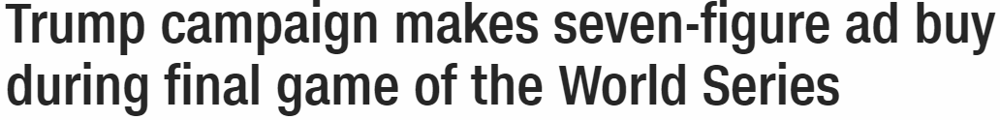 Trump campaign makes seven-figure ad buy
during final game of the World Series